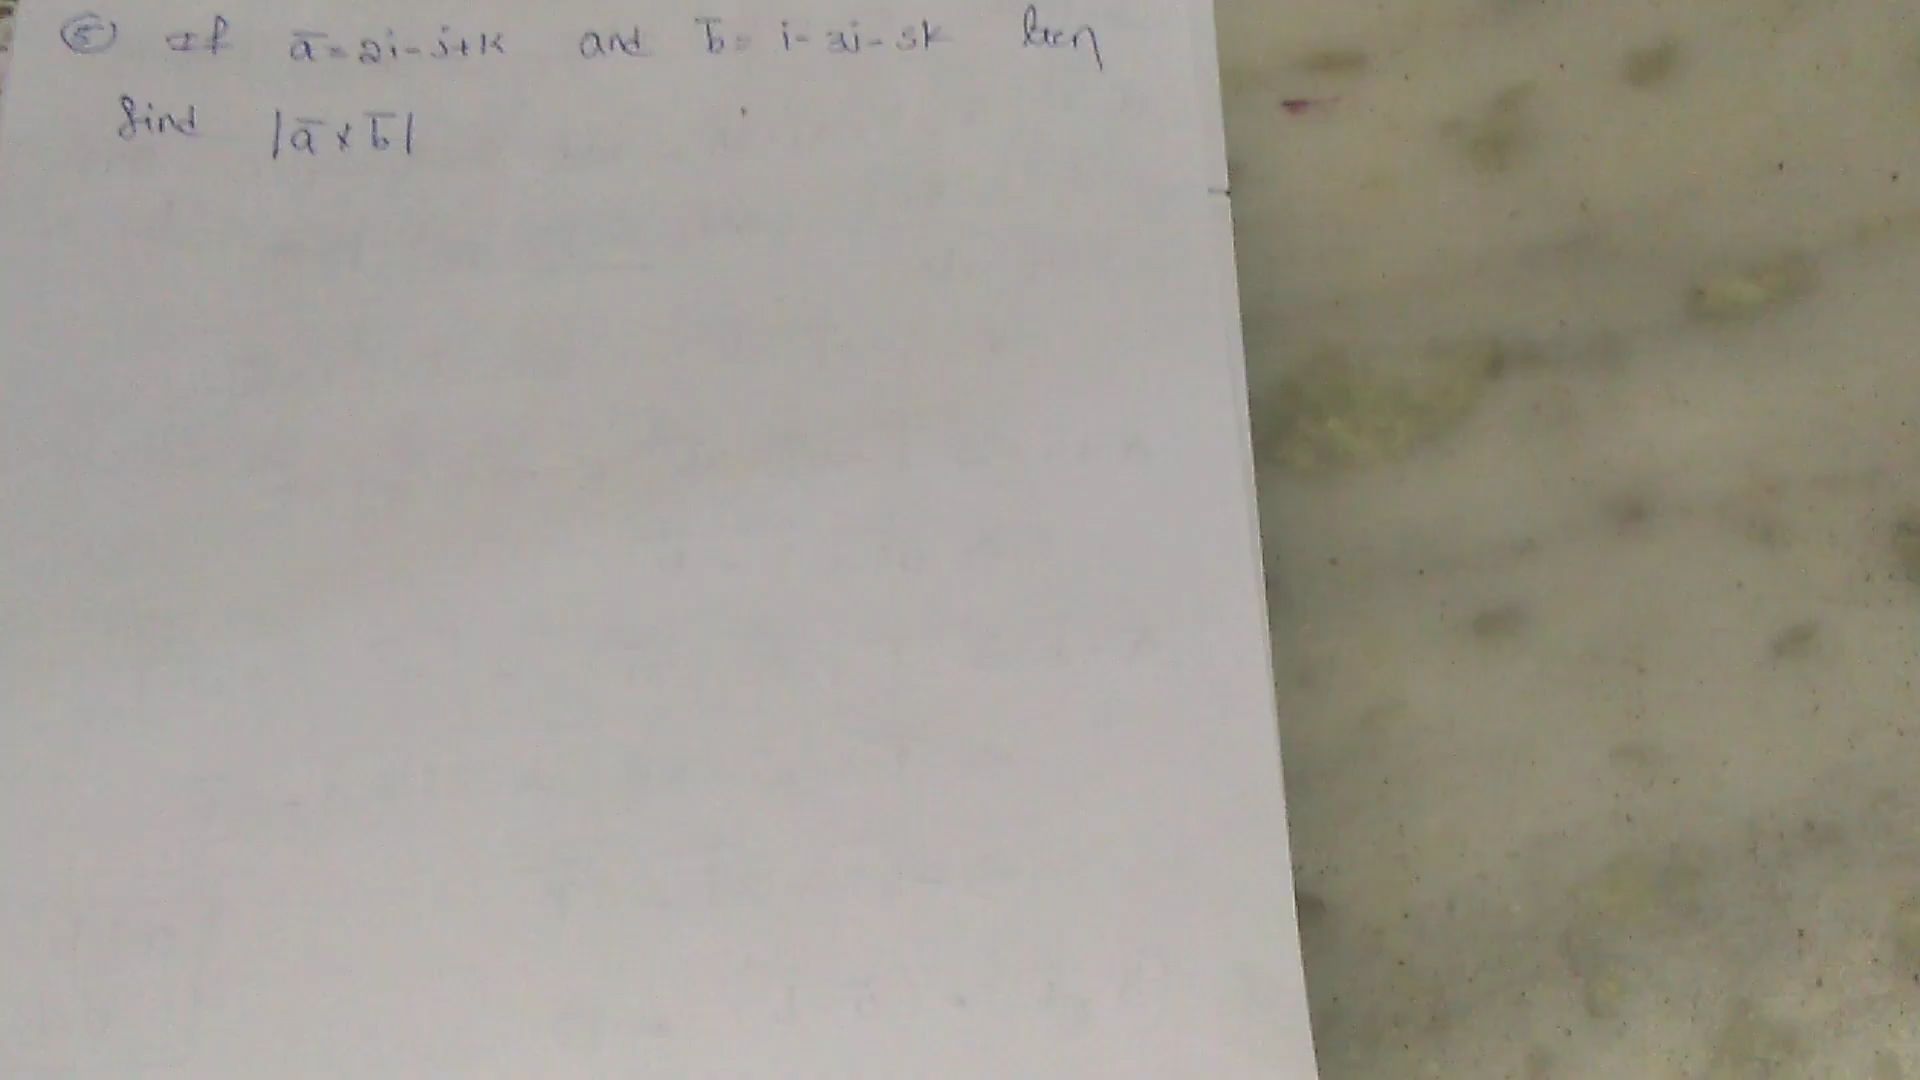 ⑤ If a̅ = 2i - j + k and b̅ = i - 3j - 5k then
find |a̅ × b̅|